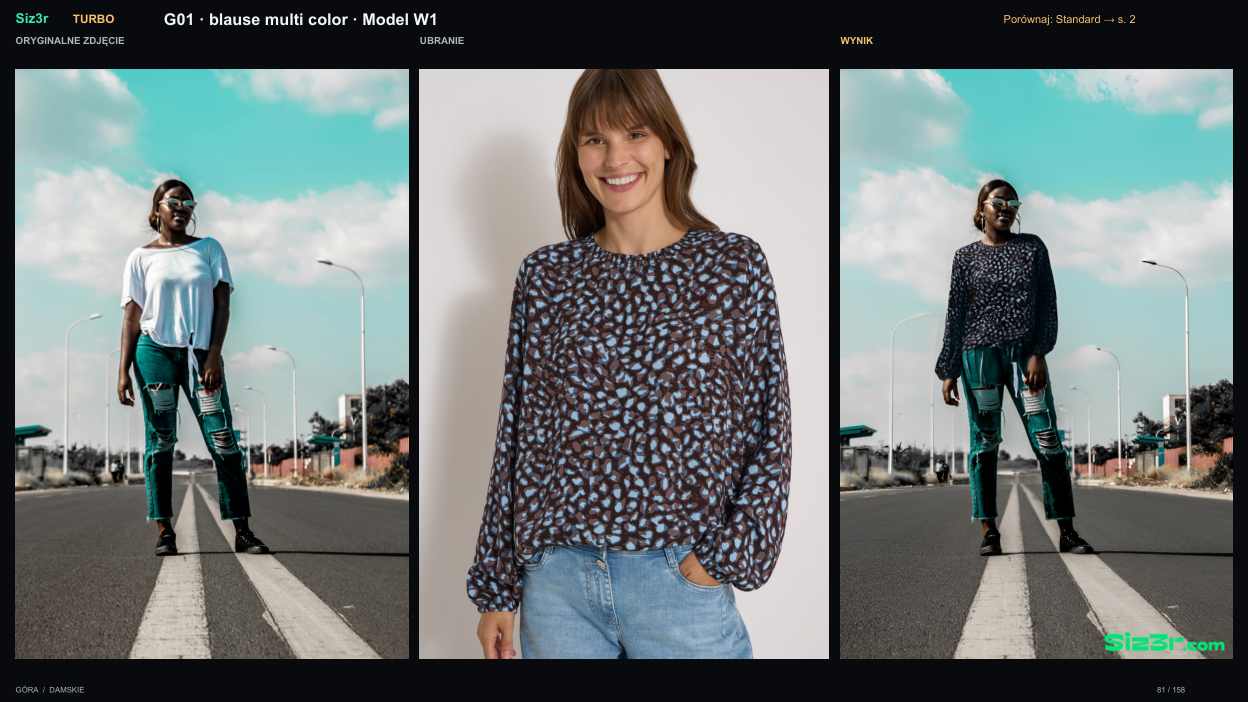 Siz3r TURBO G01 · blause multi color · Model W1 Porównaj: Standard → s. 2
ORYGINALNE ZDJĘCIE UBRANIE WYNIK
Siz3r.com
GÓRA / DAMSKIE 81 / 158